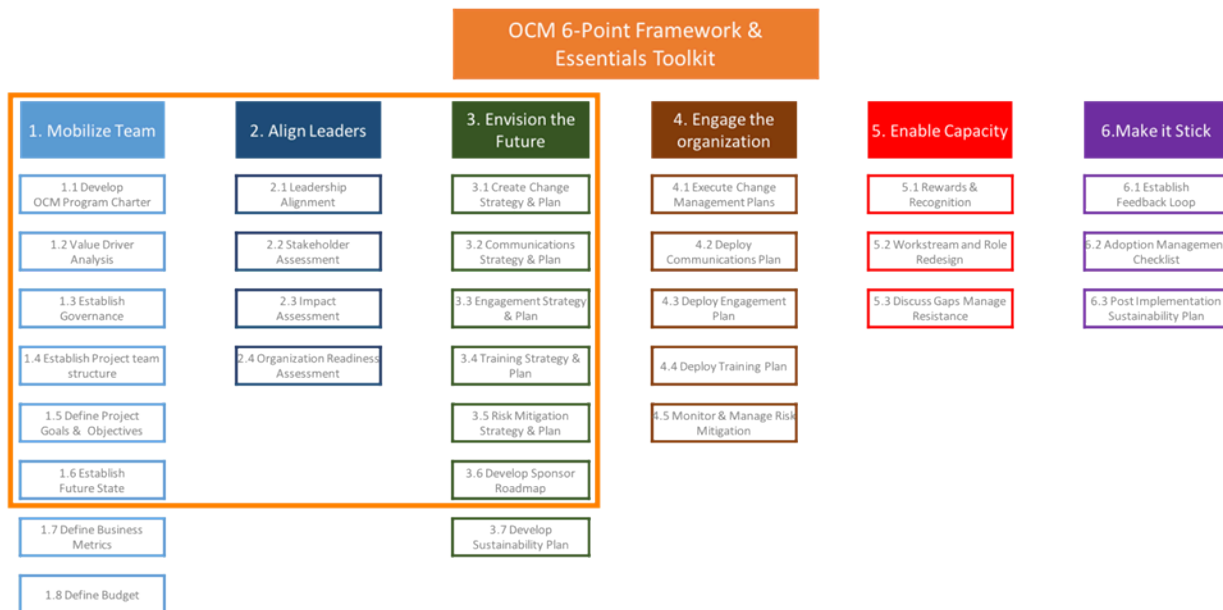 OCM 6-Point Framework &
Essentials Toolkit
1. Mobilize Team
1.1 Develop
OCM Program Charter
1.2 Value Driver
Analysis
1.3 Establish
Governance
1.4 Establish Project team
structure
1.5 Define Project
Goals & Objectives
1.6 Establish
Future State
1.7 Define Business
Metrics
1.8 Define Budget
2. Align Leaders
2.1 Leadership
Alignment
2.2 Stakeholder
Assessment
2.3 Impact
Assessment
2.4 Organization Readiness
Assessment
3. Envision the
Future
3.1 Create Change
Strategy & Plan
3.2 Communications
Strategy & Plan
3.3 Engagement Strategy
& Plan
3.4 Training Strategy &
Plan
3.5 Risk Mitigation
Strategy & Plan
3.6 Develop Sponsor
Roadmap
3.7 Develop
Sustainability Plan
4. Engage the
organization
4.1 Execute Change
Management Plans
4.2 Deploy
Communications Plan
4.3 Deploy Engagement
Plan
4.4 Deploy Training Plan
4.5 Monitor & Manage Risk
Mitigation
5. Enable Capacity
5.1 Rewards &
Recognition
5.2 Workstream and Role
Redesign
5.3 Discuss Gaps Manage
Resistance
6.Make it Stick
6.1 Establish
Feedback Loop
6.2 Adoption Management
Checklist
6.3 Post Implementation
Sustainability Plan